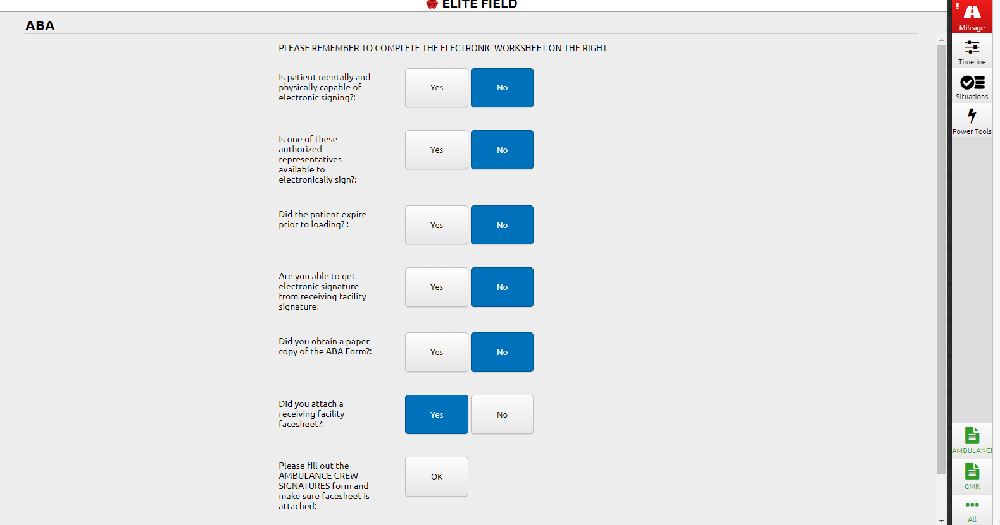 ELITE FIELD
ABA
PLEASE REMEMBER TO COMPLETE THE ELECTRONIC WORKSHEET ON THE RIGHT
Is patient mentally and
physically capable of
electronic signing?:
Yes
No
Is one of these
authorized
representatives
available to
electronically sign?:
Yes
No
Did the patient expire
prior to loading? :
Yes
No
Are you able to get
electronic signature
from receiving facility
signature:
Yes
No
Did you obtain a paper
copy of the ABA Form?:
Yes
No
Did you attach a
receiving facility
facesheet?:
Yes
No
Please fill out the
AMBULANCE CREW
SIGNATURES form and
make sure facesheet is
attached:
OK
!
Mileage
Timeline
Situations
Power Tools
AMBULANCE
GMR
All